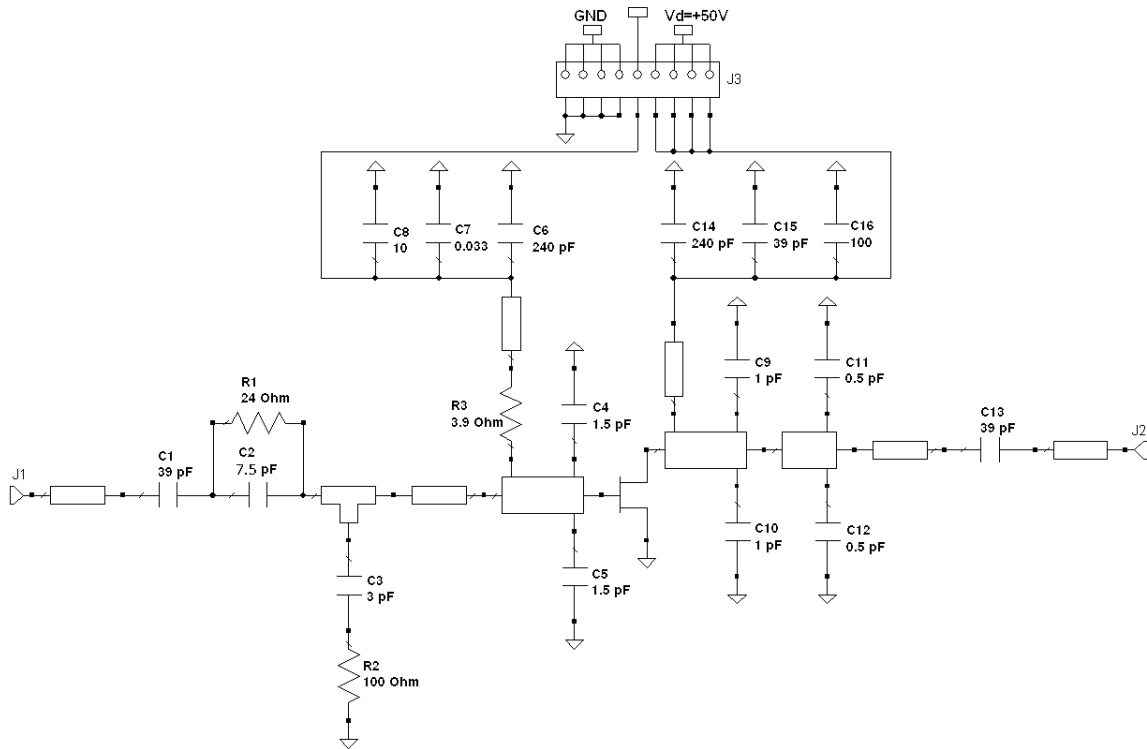 GND
Vd=+50V
J3
C8
10
C7
0.033
C6
240 pF
C14
240 pF
C15
39 pF
C16
100
R1
24 Ohm
R3
3.9 Ohm
C4
1.5 pF
C9
1 pF
C11
0.5 pF
C13
39 pF
J2
J1
C1
39 pF
C2
7.5 pF
C10
1 pF
C12
0.5 pF
C3
3 pF
C5
1.5 pF
R2
100 Ohm